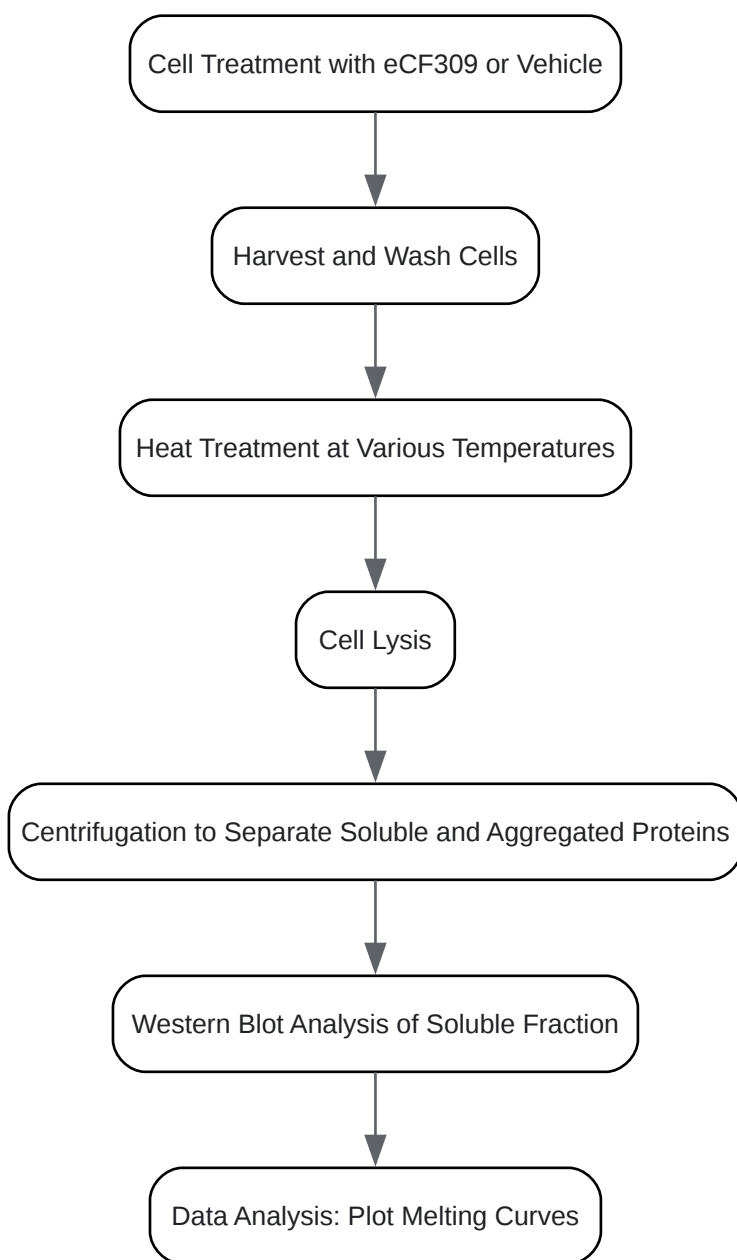 Cell Treatment with eCF309 or Vehicle
Harvest and Wash Cells
Heat Treatment at Various Temperatures
Cell Lysis
Centrifugation to Separate Soluble and Aggregated Proteins
Western Blot Analysis of Soluble Fraction
Data Analysis: Plot Melting Curves